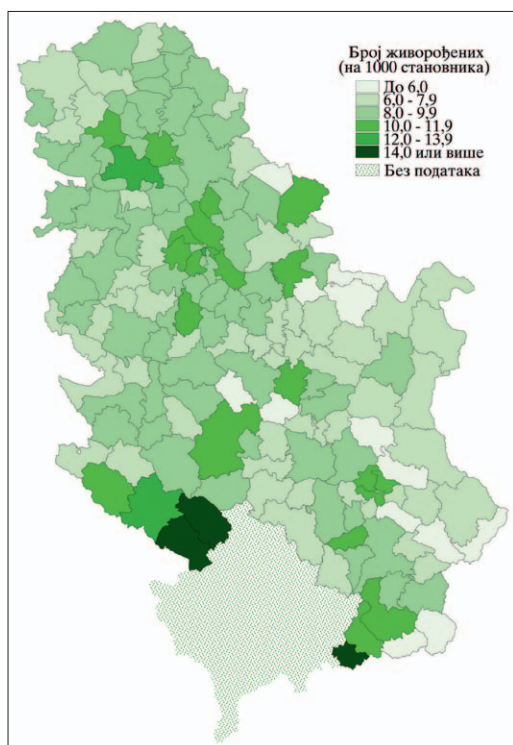 Број живорођених
(на 1000 становника)
До 6,0
6,0 - 7,9
8,0 - 9,9
10,0 - 11,9
12,0 - 13,9
14,0 или више
Без података